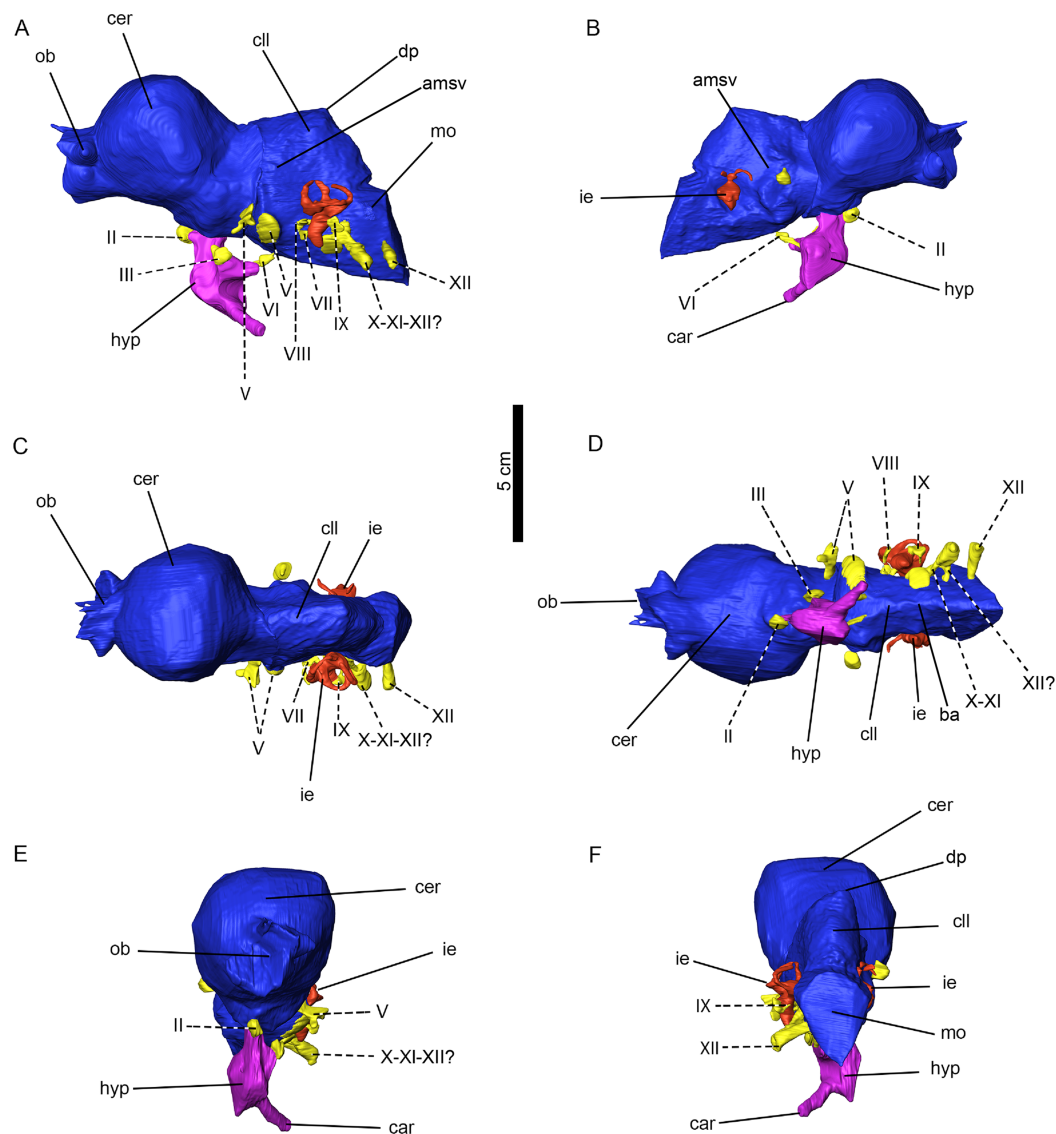 A
cer
ob
cll
dp
amsv
mo
II
III
hyp
VI
V
VII
IX
XII
X-XI-XII?
VIII
V
B
amsv
ie
II
VI
hyp
car
5 cm
C
cer
ob
cll
ie
VII
V
IX
X-XI-XII?
XII
ie
D
VIII
IX
V
XII
III
ob
XII?
X-XI
cer
II
hyp
cll
ie
ba
E
cer
ob
ie
V
II
X-XI-XII?
hyp
car
F
cer
dp
cll
ie
ie
IX
mo
XII
hyp
car